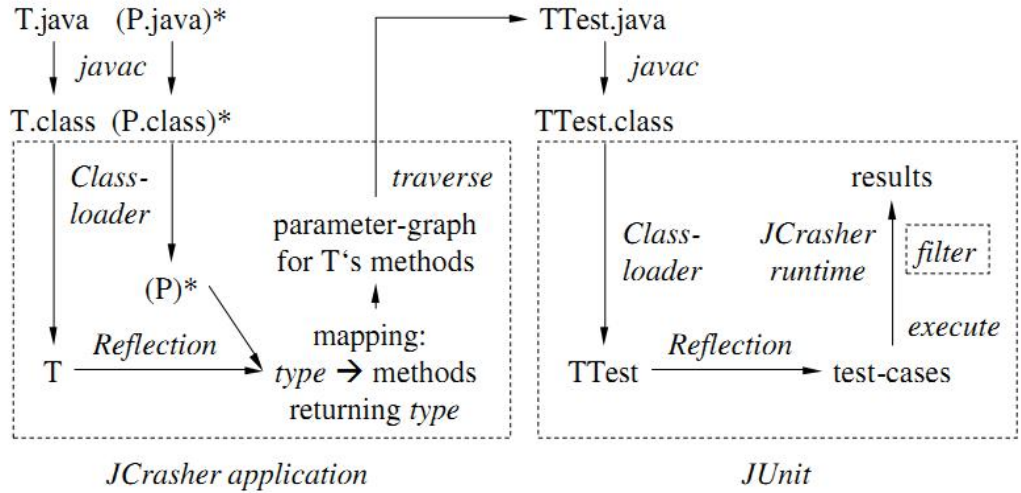 T.java (P.java)*
javac
T.class (P.class)*
Class-
loader
traverse
parameter-graph
for T‘s methods
(P)*
mapping:
Reflection
T
type → methods
returning type
JCrasher application
TTest.java
javac
TTest.class
results
Class-
loader
JCrasher
runtime
filter
execute
Reflection
TTest
test-cases
JUnit